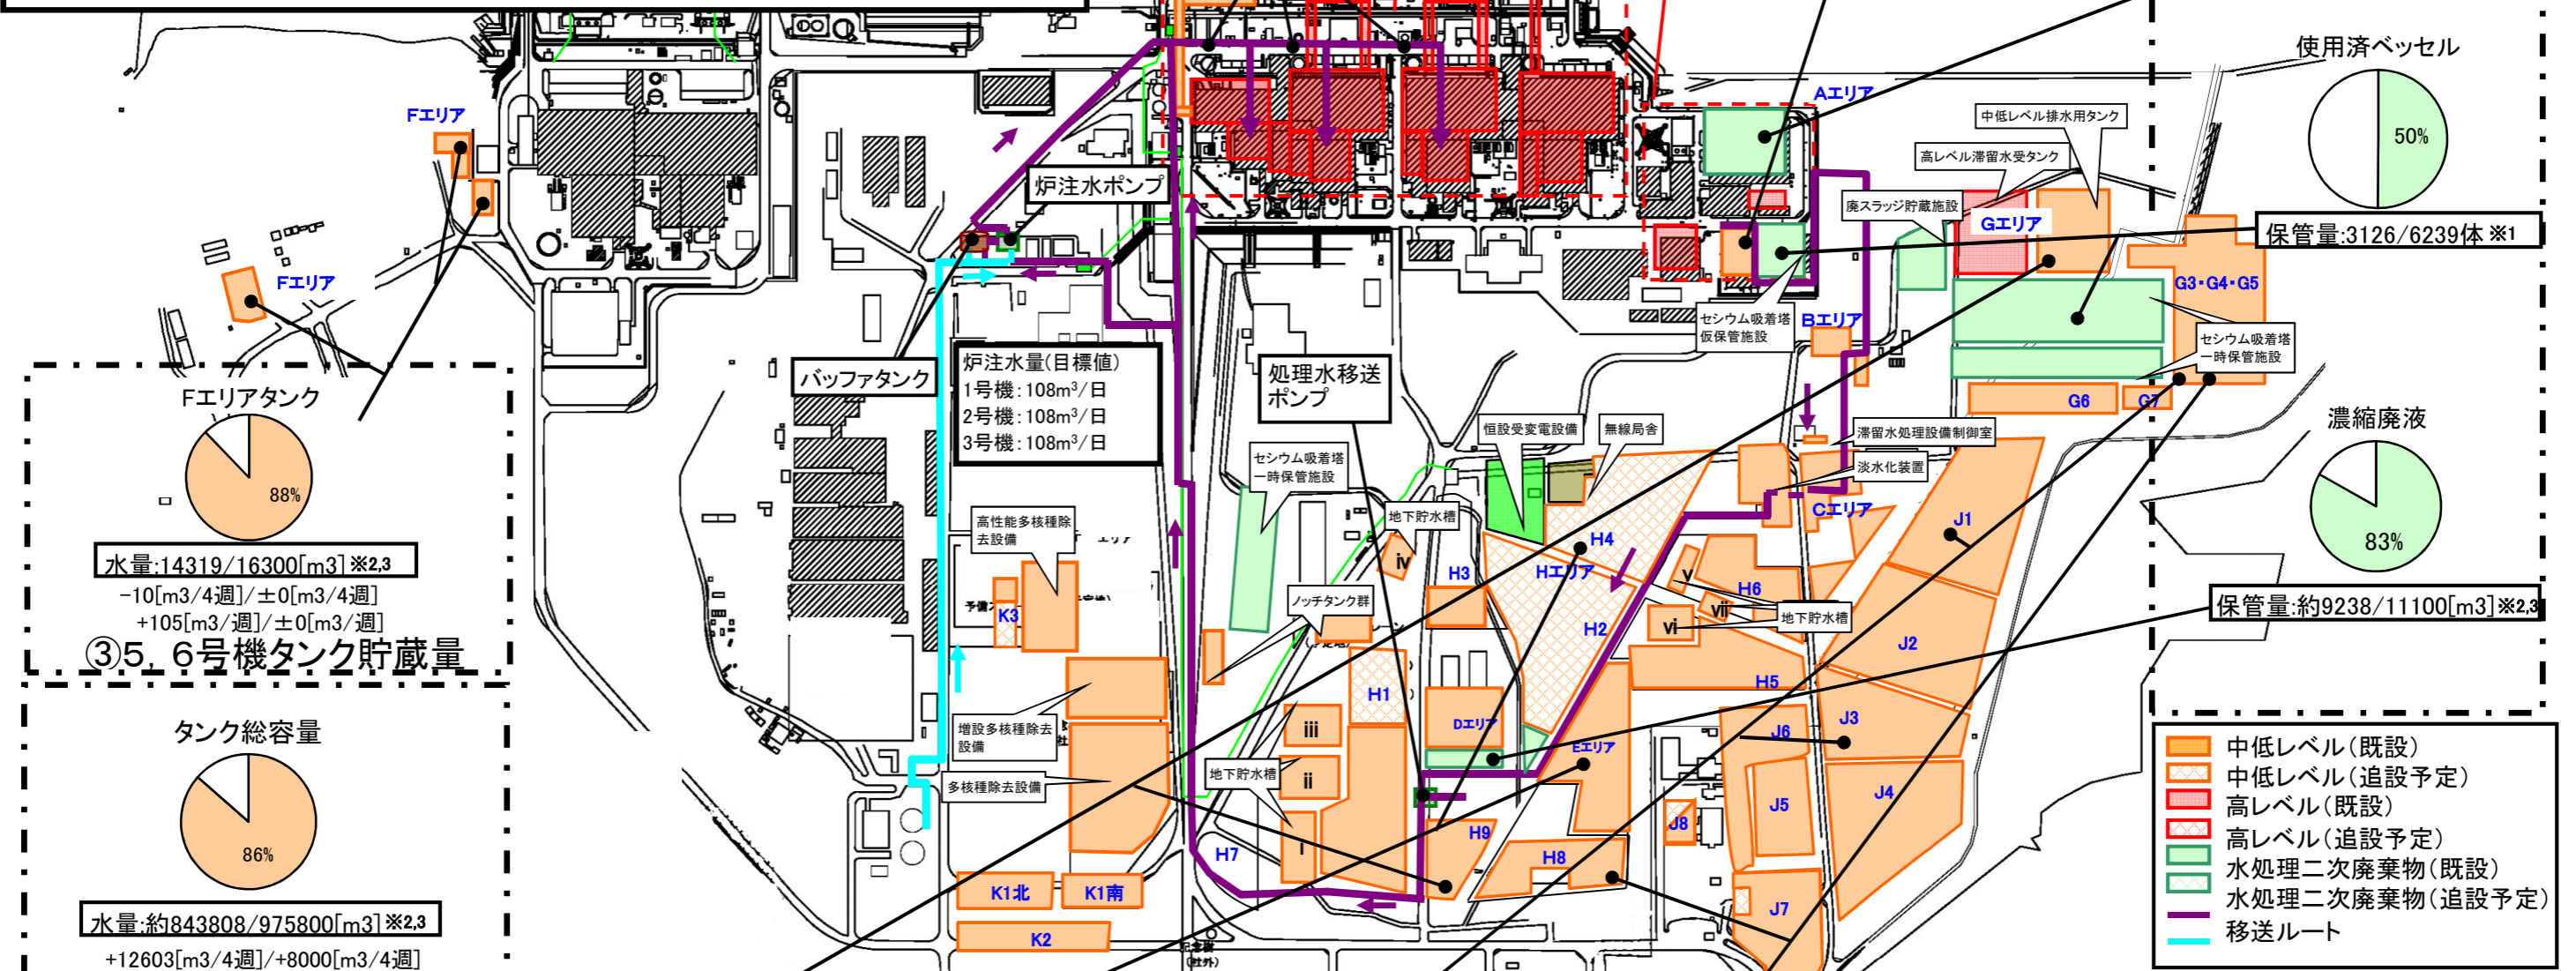 使用済ベッセル
50%
保管量:3126/6239体 ※1
Aエリア
中低レベル排水用タンク
高レベル滞留水受タンク
廃スラッジ貯蔵施設
Gエリア
G3・G4・G5
セシウム吸着塔
仮保管施設
Bエリア
セシウム吸着塔
一時保管施設
G6
G7
Fエリア
Fエリア
炉注水ポンプ
バッファタンク
炉注水量(目標値)
1号機:108m³/日
2号機:108m³/日
3号機:108m³/日
処理水移送
ポンプ
Fエリアタンク
88%
水量:14319/16300[m3]※2,3
-10[m3/4週]/±0[m3/4週]
+105[m3/週]/±0[m3/週]
③5,6号機タンク貯蔵量
タンク総容量
86%
水量:約843808/975800[m3]※2,3
+12603[m3/4週]/+8000[m3/4週]
恒設受変電設備
無線局舎
滞留水処理設備制御室
淡水化装置
Cエリア
セシウム吸着塔
一時保管施設
地下貯水槽
高性能多核種除
去設備
エリア
予備
K3
iv
H3
H4
Hエリア
H2
v
H6
vii
vi
地下貯水槽
J1
J2
ノッチタンク群
H1
H5
増設多核種除去
設備
多核種除去設備
地下貯水槽
iii
ii
i
Dエリア
Eエリア
J6
J3
J5
J4
J8
H7
H9
H8
J7
K1北
K1南
K2
記念樹
(社外)
濃縮廃液
83%
保管量:約9238/11100[m3]※2,3
中低レベル(既設)
中低レベル(追設予定)
高レベル(既設)
高レベル(追設予定)
水処理二次廃棄物(既設)
水処理二次廃棄物(追設予定)
移送ルート